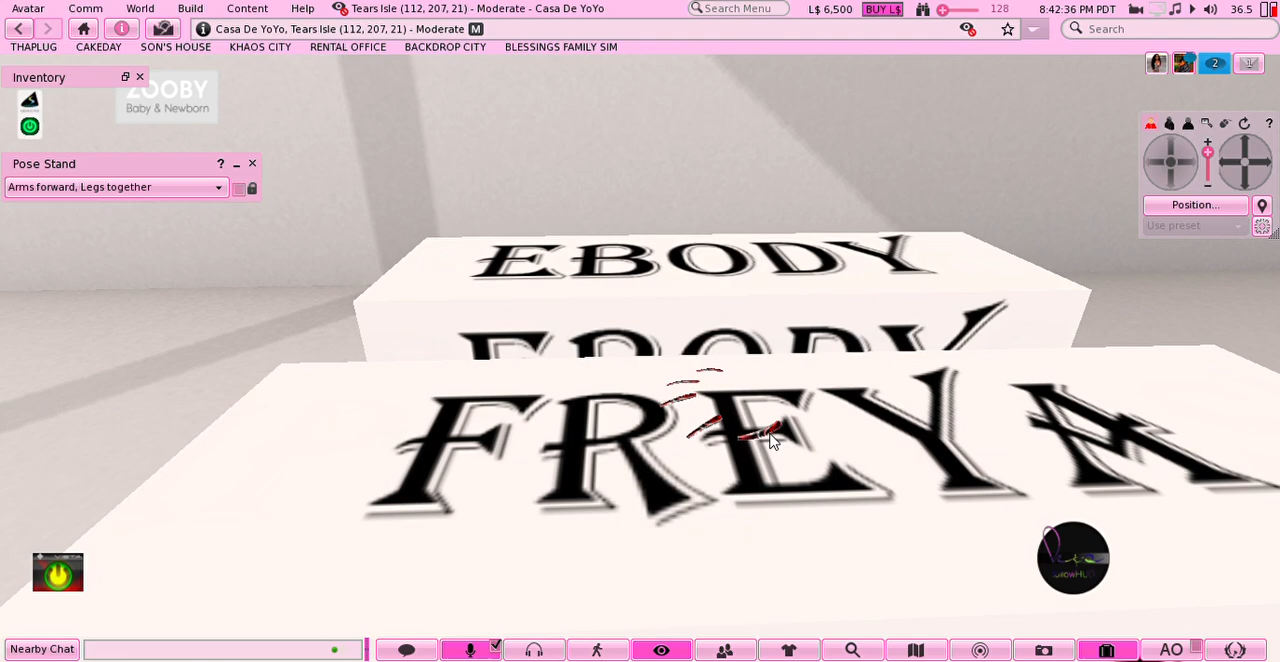 Avatar Comm World Build Content Help Tears Isle (112, 207, 21) - Moderate - Casa De YoYo Search Menu L$ 6,500 BUY L$ 128 8:42:36 PM PDT 36.5
Casa De YoYo, Tears Isle (112, 207, 21) - Moderate M Search
THAPLUG CAKEDAY SON'S HOUSE KHAOS CITY RENTAL OFFICE BACKDROP CITY BLESSINGS FAMILY SIM
2 1
Inventory
ZOOBY
Baby & Newborn
?
Pose Stand ?
Arms forward, Legs together
Position...
Use preset
EBODY
EBODY
FREYA
Nearby Chat AO